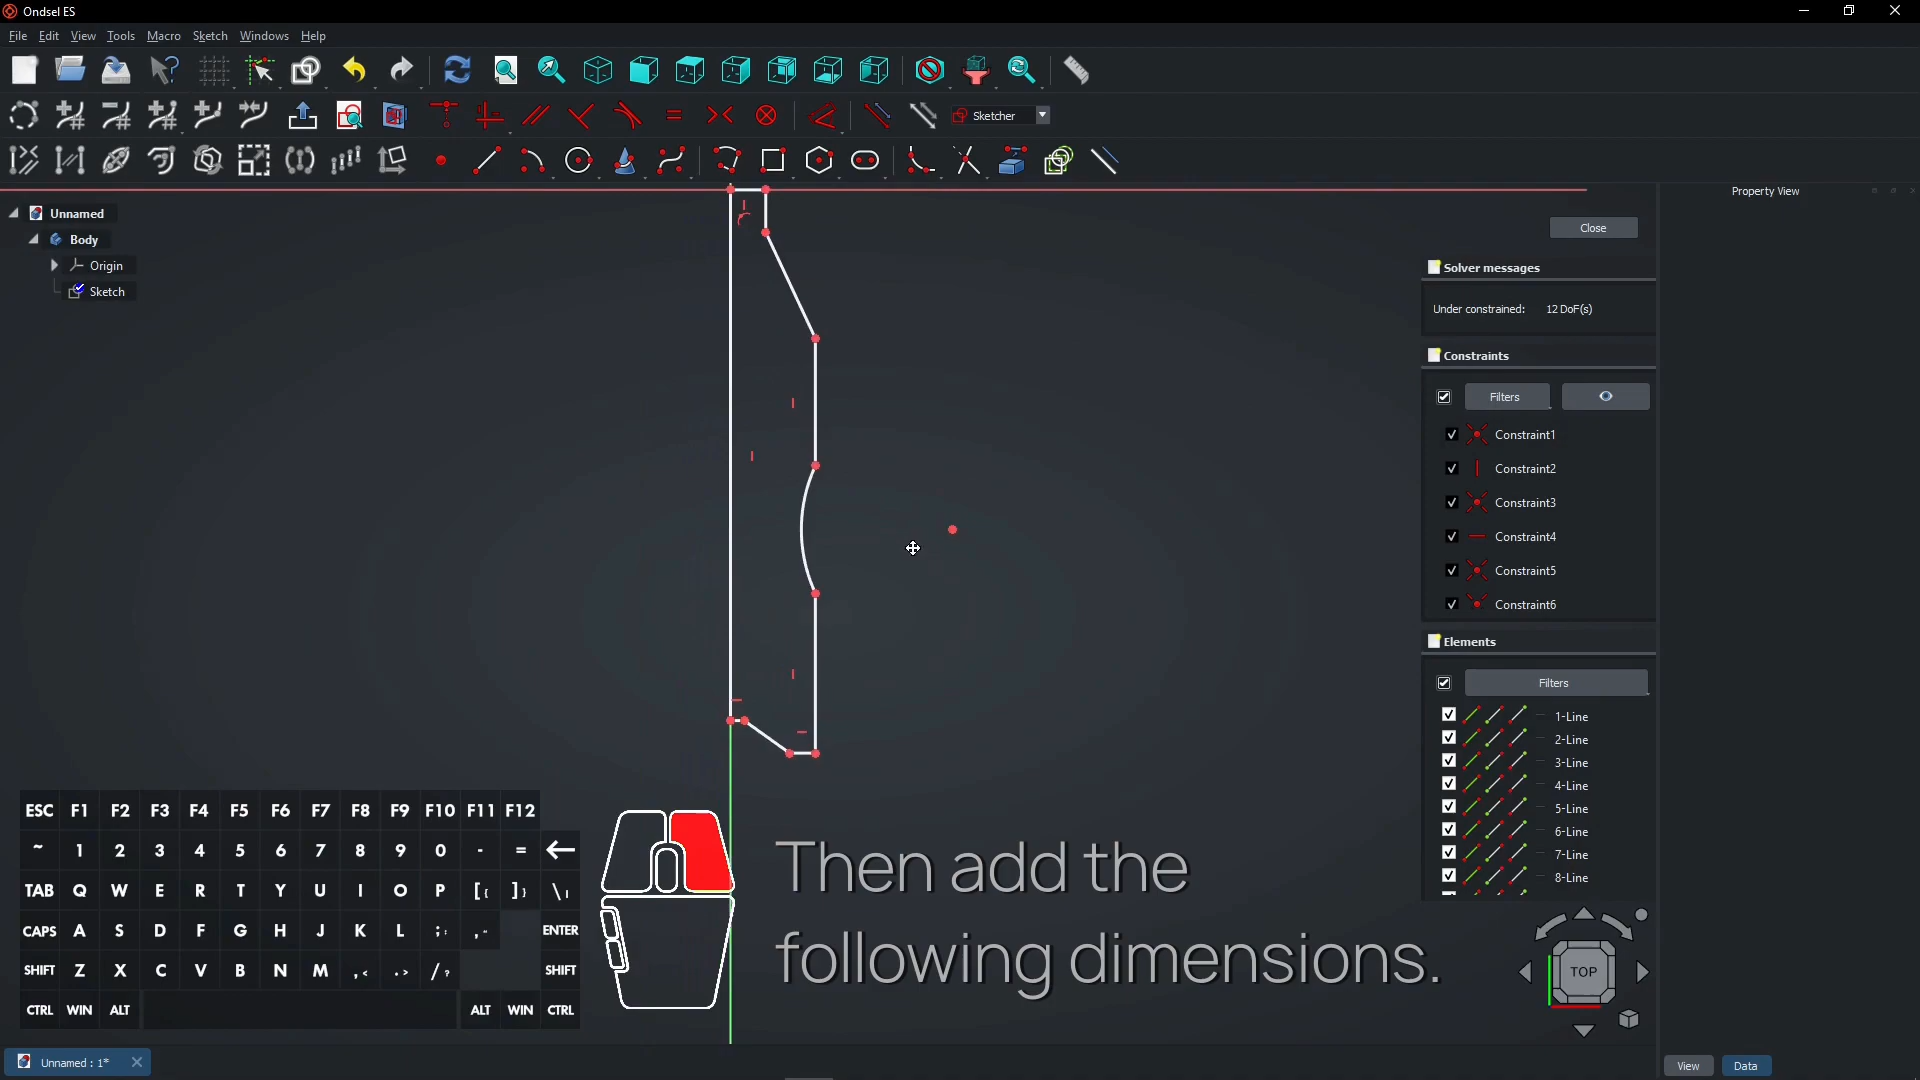 Ondsel ES
File Edit View Tools Macro Sketch Windows Help
Sketcher
Property View
Unnamed
Body
Origin
Sketch
Close
Solver messages
Under constrained: 12 DoF(s)
Constraints
Filters
Constraint1
Constraint2
Constraint3
Constraint4
Constraint5
Constraint6
Elements
Filters
1-Line
2-Line
3-Line
4-Line
5-Line
6-Line
7-Line
8-Line
ESC F1 F2 F3 F4 F5 F6 F7 F8 F9 F10 F11 F12
~ 1 2 3 4 5 6 7 8 9 0 - =
TAB Q W E R T Y U I O P [{ ]} \|
CAPS A S D F G H J K L ;: ,“ ENTER
SHIFT Z X C V B N M ,< .> /? SHIFT
CTRL WIN ALT ALT WIN CTRL
Then add the
following dimensions.
TOP
Unnamed : 1*
View Data